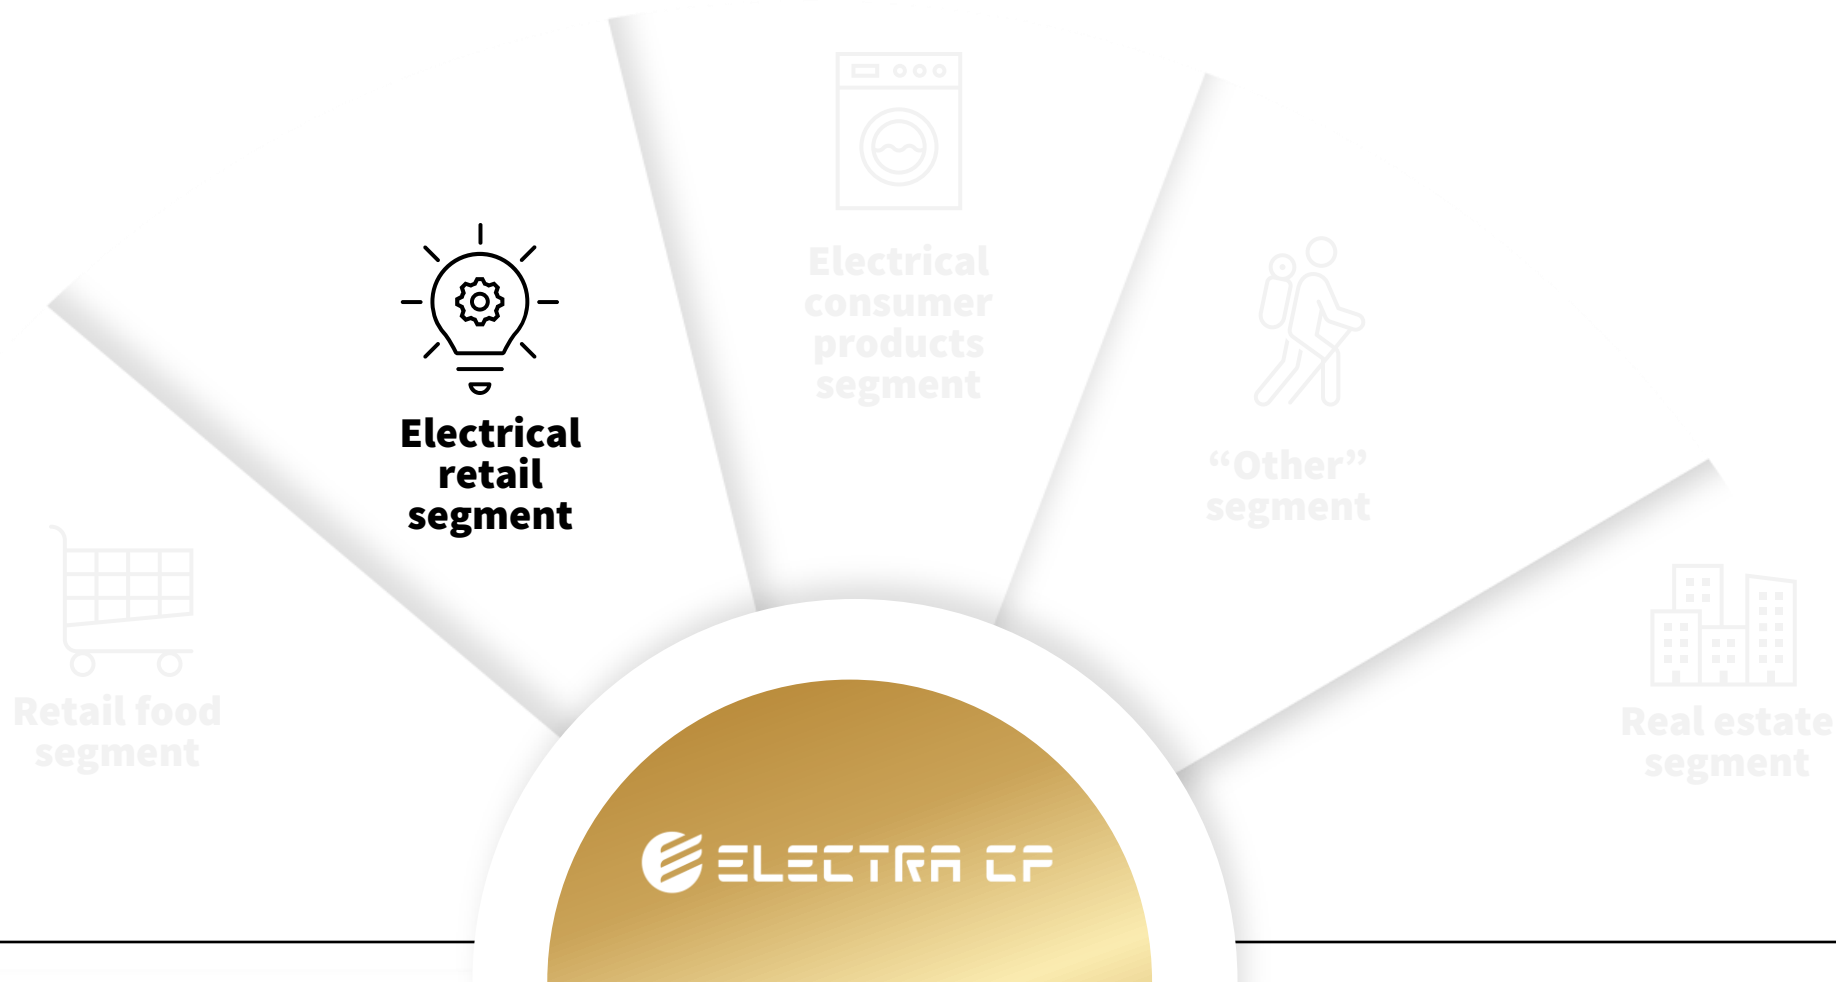 Electrical
consumer
products
segment
Electrical
retail
segment
“Other”
segment
Retail food
segment
Real estate
segment
ELECTRA CP